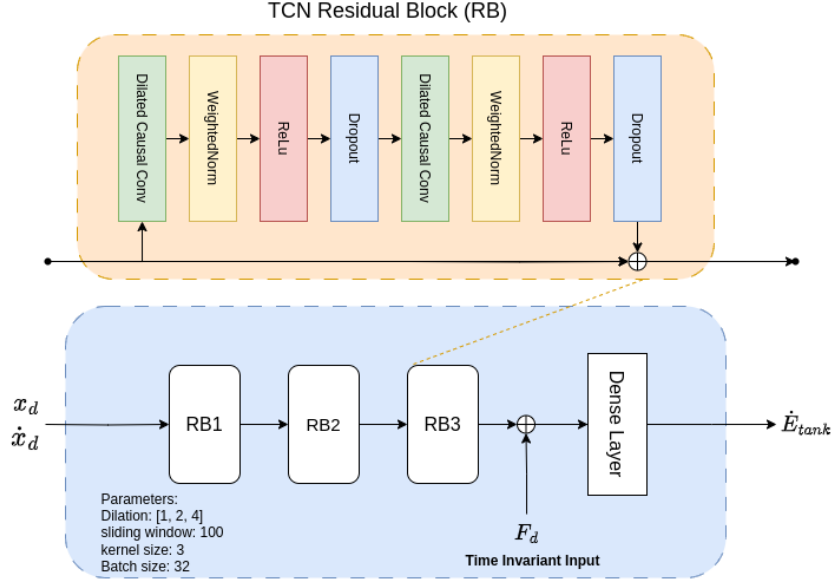 TCN Residual Block (RB)
Dilated Causal Conv
WeightedNorm
ReLu
Dropout
Dilated Causal Conv
WeightedNorm
ReLu
Dropout
x_d
ẋ_d
RB1
RB2
RB3
Dense Layer
Ė_tank
F_d
Time Invariant Input
Parameters:
Dilation: [1, 2, 4]
sliding window: 100
kernel size: 3
Batch size: 32